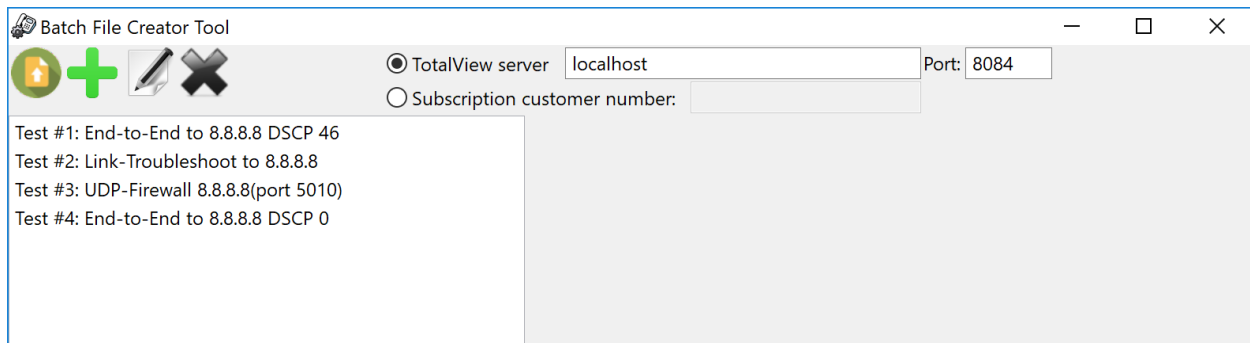 Batch File Creator Tool
TotalView server localhost Port: 8084
Subscription customer number:
Test #1: End-to-End to 8.8.8.8 DSCP 46
Test #2: Link-Troubleshoot to 8.8.8.8
Test #3: UDP-Firewall 8.8.8.8(port 5010)
Test #4: End-to-End to 8.8.8.8 DSCP 0